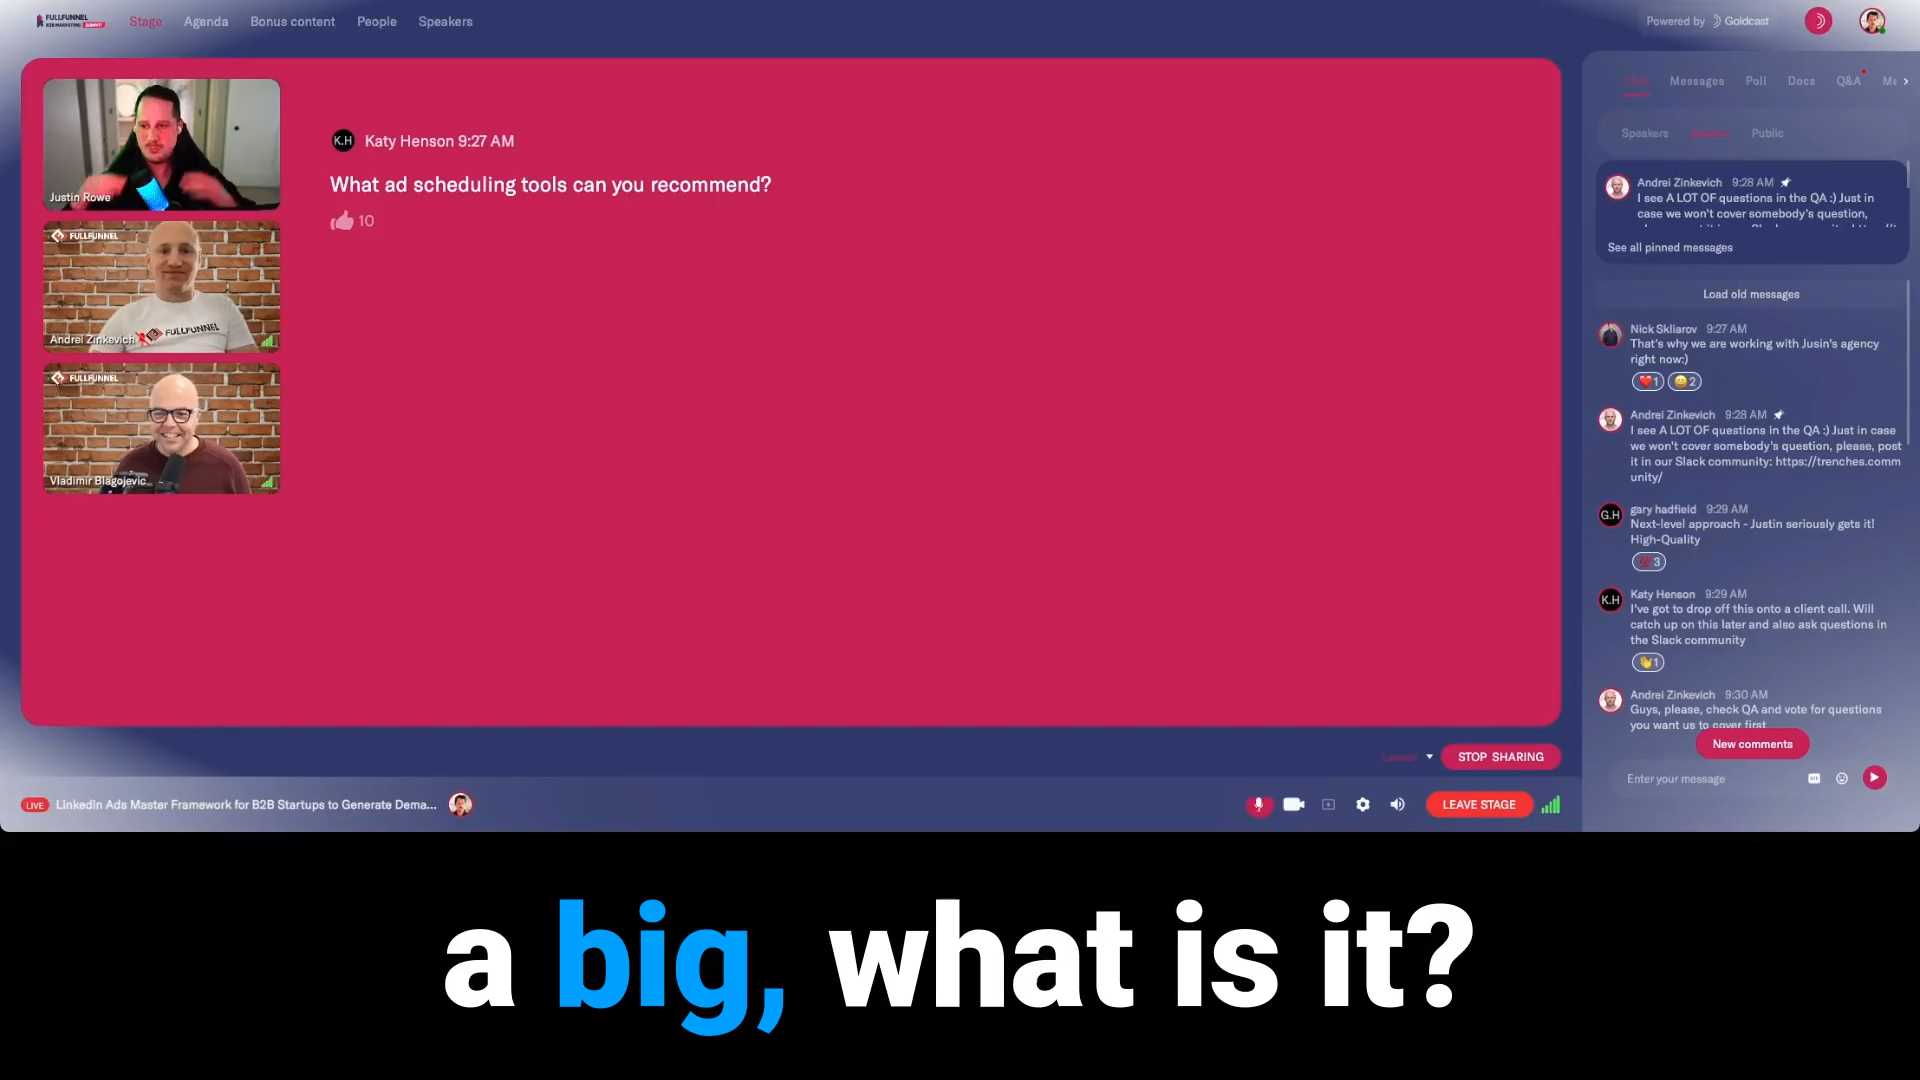 FULLFUNNEL
B2B MARKETING SUMMIT
Stage
Agenda
Bonus content
People
Speakers
Powered by Goldcast
Justin Rowe
FULLFUNNEL
FULLFUNNEL
Andrei Zinkevich
FULLFUNNEL
Vladimir Blagojevic
K.H Katy Henson 9:27 AM
What ad scheduling tools can you recommend?
10
Chat
Messages
Poll
Docs
Q&A
Me
Speakers
Public
Andrei Zinkevich 9:28 AM
I see A LOT OF questions in the QA :) Just in
case we won't cover somebody's question,
See all pinned messages
Load old messages
Nick Skliarov 9:27 AM
That's why we are working with Jusin's agency
right now:)
1
2
Andrei Zinkevich 9:28 AM
I see A LOT OF questions in the QA :) Just in case
we won't cover somebody's question, please, post
it in our Slack community: https://trenches.comm
unity/
G.H gary hadfield 9:29 AM
Next-level approach - Justin seriously gets it!
High-Quality
3
K.H Katy Henson 9:29 AM
I've got to drop off this onto a client call. Will
catch up on this later and also ask questions in
the Slack community
1
Andrei Zinkevich 9:30 AM
Guys, please, check QA and vote for questions
you want us to cover first
New comments
Enter your message
STOP SHARING
LIVE LinkedIn Ads Master Framework for B2B Startups to Generate Dema...
LEAVE STAGE
a big, what is it?